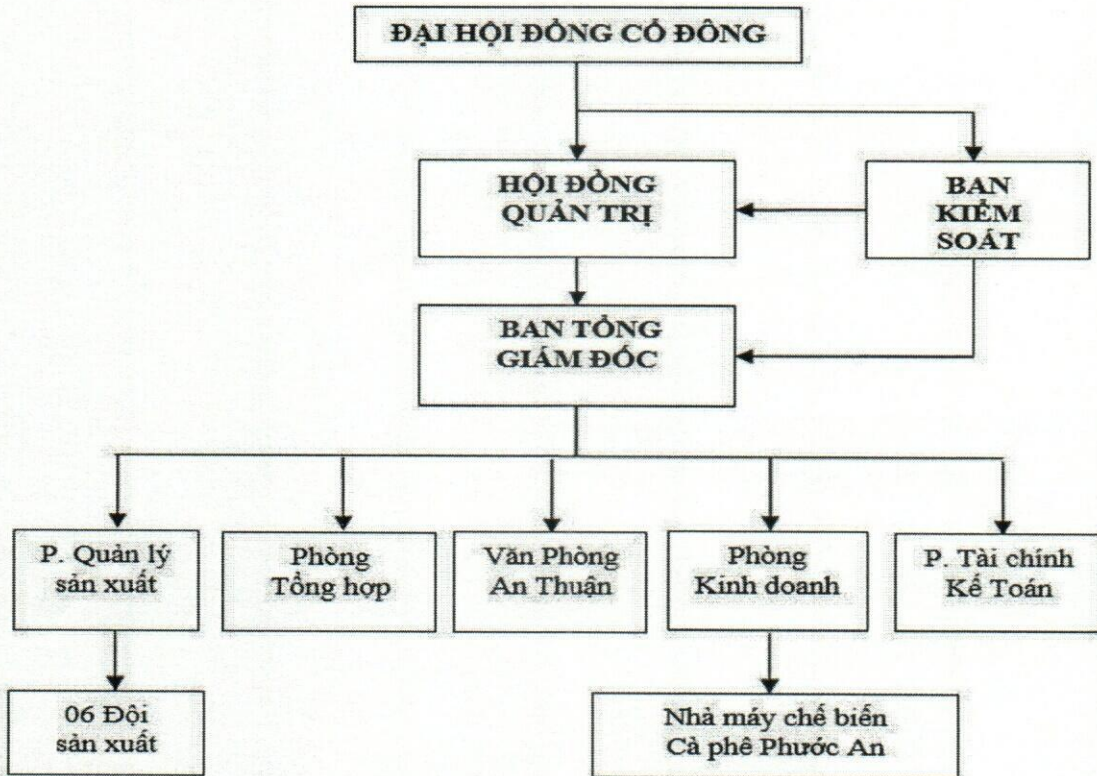 ĐẠI HỘI ĐỒNG CỔ ĐÔNG
HỘI ĐỒNG
QUẢN TRỊ
BAN
KIỂM
SOÁT
BAN TỔNG
GIÁM ĐỐC
P. Quản lý
sản xuất
Phòng
Tổng hợp
Văn Phòng
An Thuận
Phòng
Kinh doanh
P. Tài chính
Kế Toán
06 Đội
sản xuất
Nhà máy chế biến
Cà phê Phước An